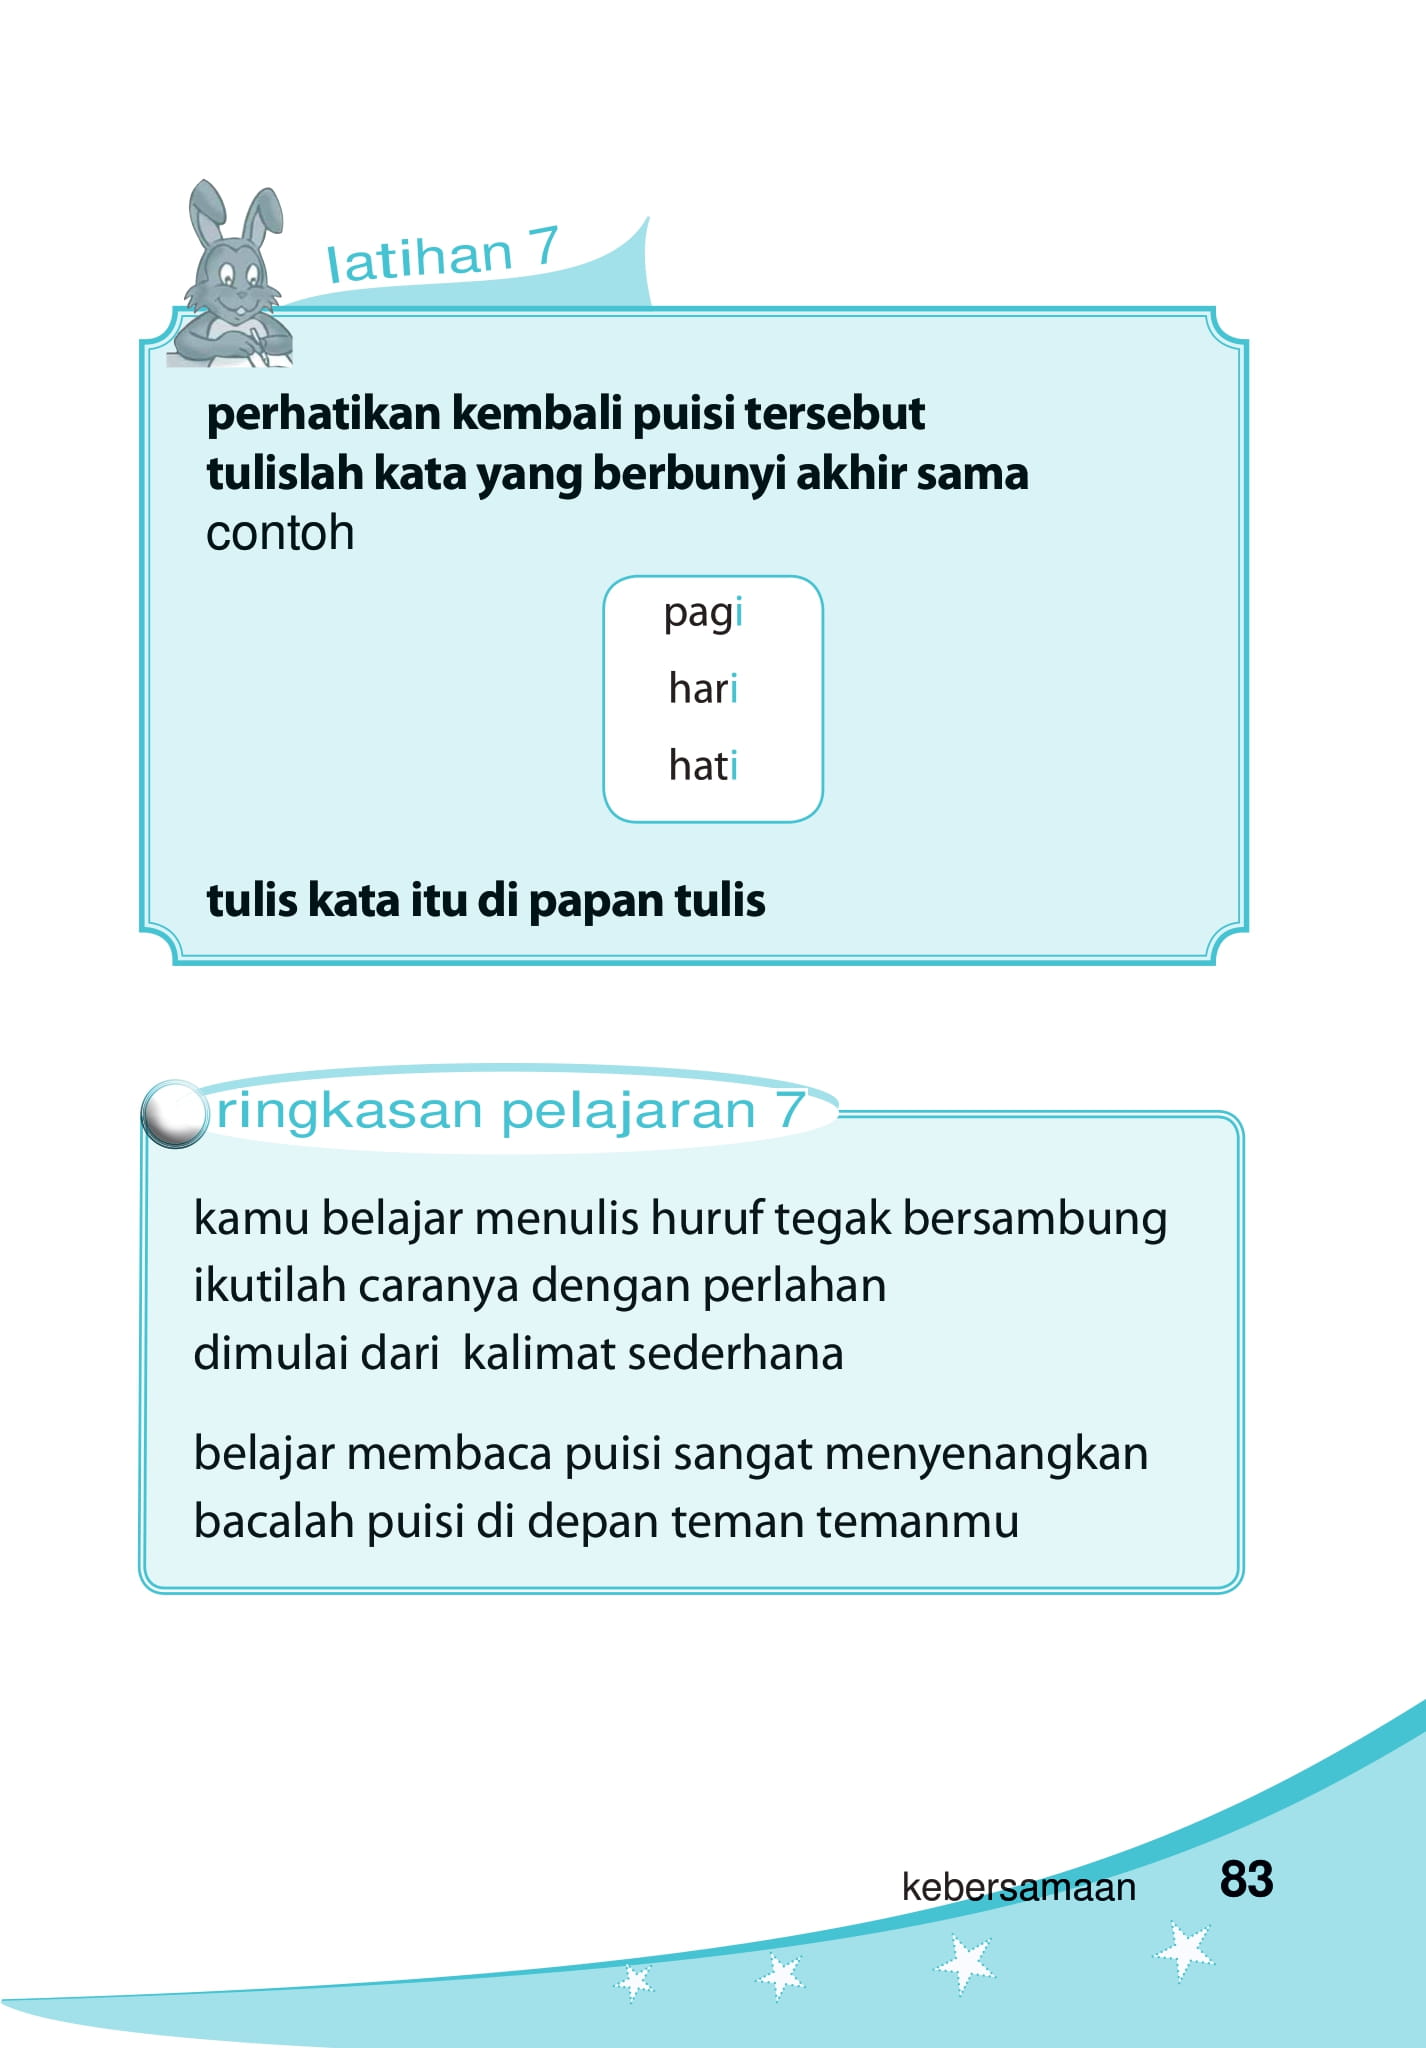 latihan 7
perhatikan kembali puisi tersebut
tulislah kata yang berbunyi akhir sama
contoh
pagi
hari
hati
tulis kata itu di papan tulis
ringkasan pelajaran 7
kamu belajar menulis huruf tegak bersambung
ikutilah caranya dengan perlahan
dimulai dari  kalimat sederhana
belajar membaca puisi sangat menyenangkan
bacalah puisi di depan teman temanmu
kebersamaan 83